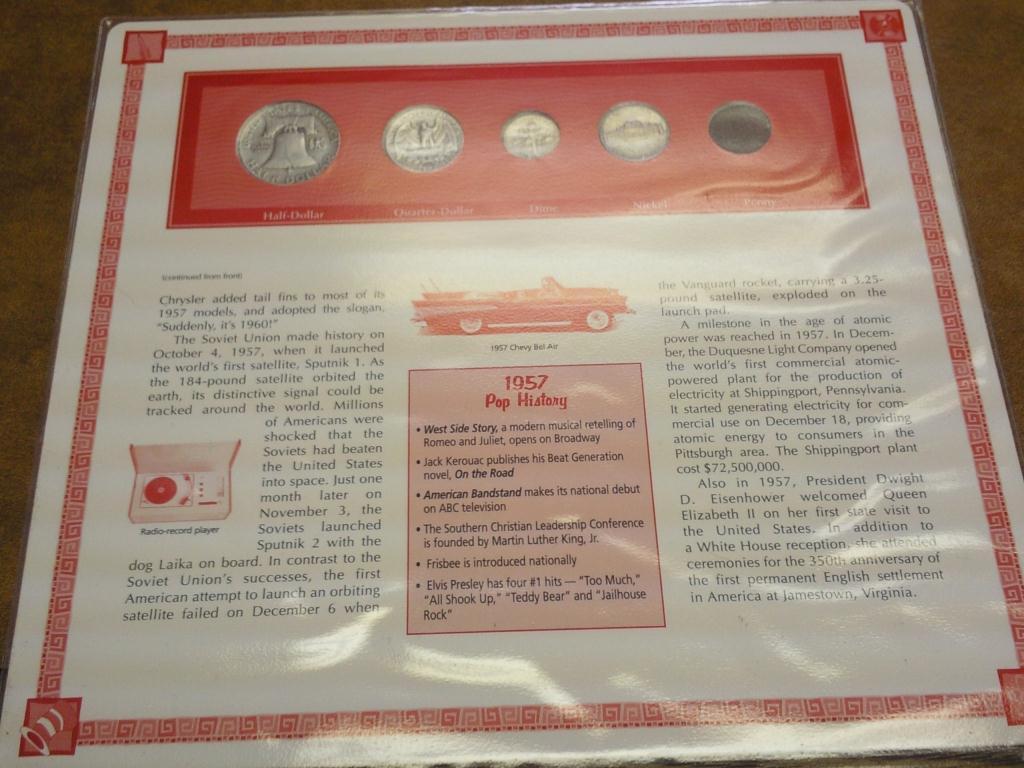 Half-Dollar
Quarter-Dollar
Dime
Nickel
Penny
(continued from front)
Chrysler added tail fins to most of its
1957 models, and adopted the slogan,
"Suddenly, it's 1960!"
The Soviet Union made history on
October 4, 1957, when it launched
the world's first satellite, Sputnik 1. As
the 184-pound satellite orbited the
earth, its distinctive signal could be
tracked around the world. Millions
of Americans were
shocked that the
Soviets had beaten
the United States
into space. Just one
month later on
November 3, the
Soviets launched
Sputnik 2 with the
dog Laika on board. In contrast to the
Soviet Union's successes, the first
American attempt to launch an orbiting
satellite failed on December 6 when
Radio-record player
1957 Chevy Bel Air
1957
Pop History
• West Side Story, a modern musical retelling of
Romeo and Juliet, opens on Broadway
• Jack Kerouac publishes his Beat Generation
novel, On the Road
• American Bandstand makes its national debut
on ABC television
• The Southern Christian Leadership Conference
is founded by Martin Luther King, Jr.
• Frisbee is introduced nationally
• Elvis Presley has four #1 hits — "Too Much,"
"All Shook Up," "Teddy Bear" and "Jailhouse
Rock"
the Vanguard rocket, carrying a 3.25-
pound satellite, exploded on the
launch pad.
A milestone in the age of atomic
power was reached in 1957. In Decem-
ber, the Duquesne Light Company opened
the world's first commercial atomic-
powered plant for the production of
electricity at Shippingport, Pennsylvania.
It started generating electricity for com-
mercial use on December 18, providing
atomic energy to consumers in the
Pittsburgh area. The Shippingport plant
cost $72,500,000.
Also in 1957, President Dwight
D. Eisenhower welcomed Queen
Elizabeth II on her first state visit to
the United States. In addition to
a White House reception, she attended
ceremonies for the 350th anniversary of
the first permanent English settlement
in America at Jamestown, Virginia.